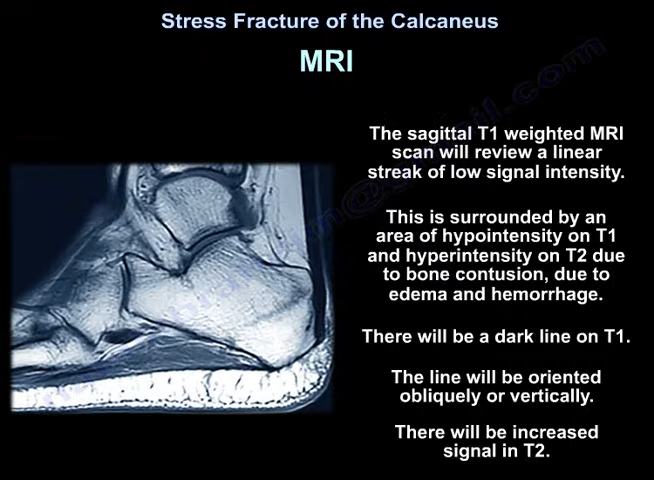 Stress Fracture of the Calcaneus
MRI
The sagittal T1 weighted MRI
scan will review a linear
streak of low signal intensity.
This is surrounded by an
area of hypointensity on T1
and hyperintensity on T2 due
to bone contusion, due to
edema and hemorrhage.
There will be a dark line on T1.
The line will be oriented
obliquely or vertically.
There will be increased
signal in T2.